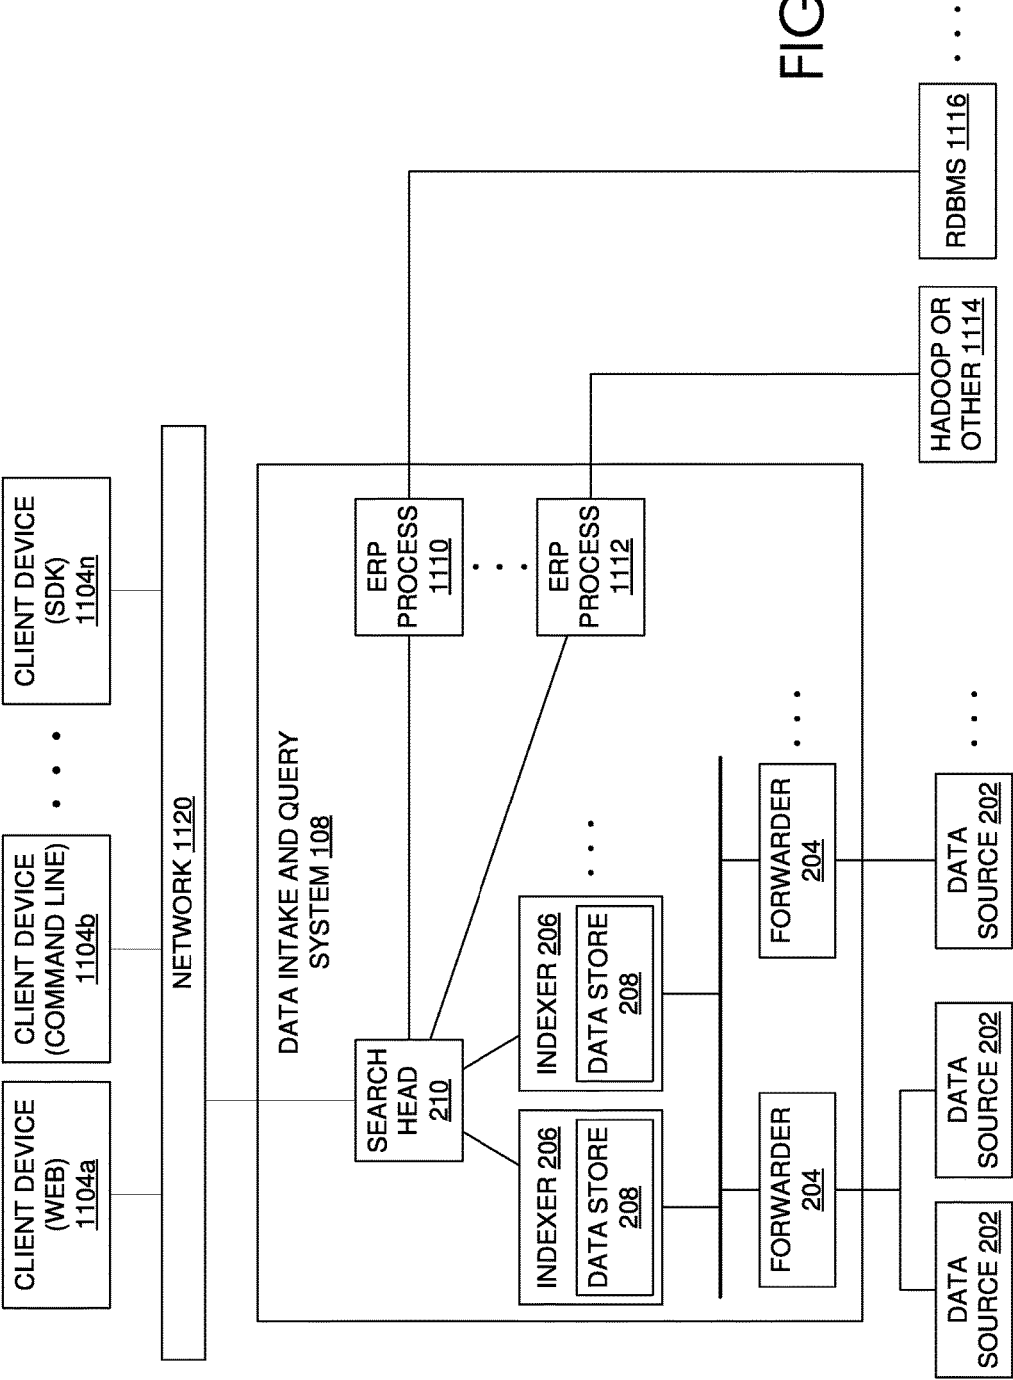 CLIENT DEVICE
(WEB)
1104a
CLIENT DEVICE
(COMMAND LINE)
1104b
CLIENT DEVICE
(SDK)
1104n
NETWORK 1120
DATA INTAKE AND QUERY
SYSTEM 108
SEARCH
HEAD
210
ERP
PROCESS
1110
ERP
PROCESS
1112
INDEXER 206
DATA STORE
208
INDEXER 206
DATA STORE
208
FORWARDER
204
FORWARDER
204
DATA
SOURCE 202
DATA
SOURCE 202
DATA
SOURCE 202
HADOOP OR
OTHER 1114
RDBMS 1116
FIG